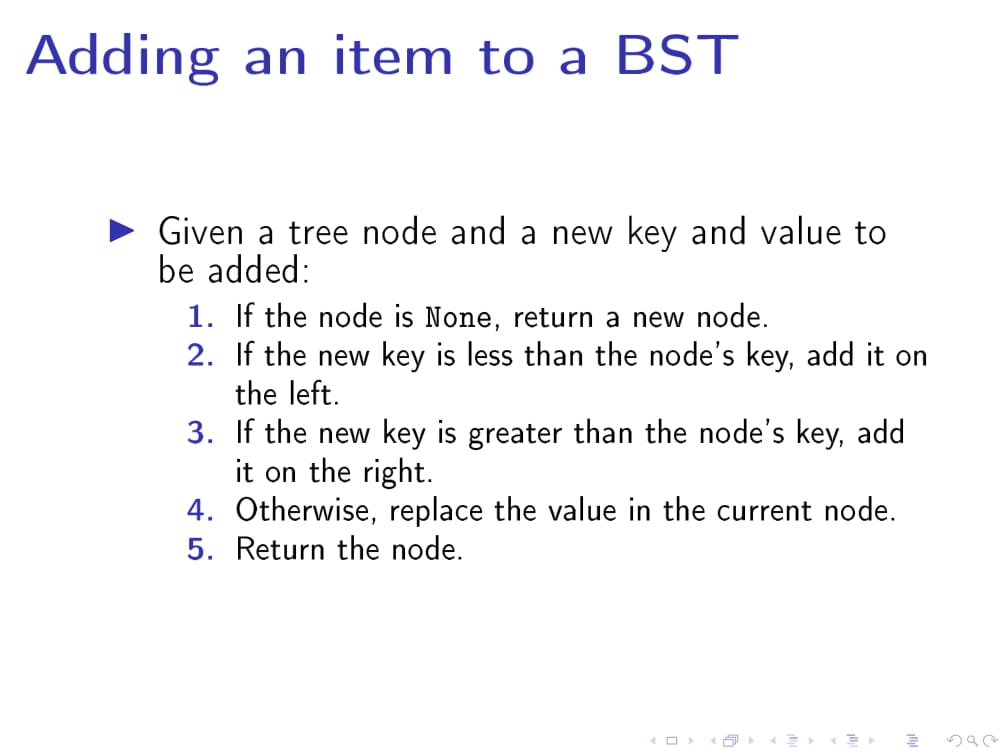 Adding an item to a BST
▶ Given a tree node and a new key and value to
be added:
1. If the node is None, return a new node.
2. If the new key is less than the node's key, add it on
the left.
3. If the new key is greater than the node's key, add
it on the right.
4. Otherwise, replace the value in the current node.
5. Return the node.